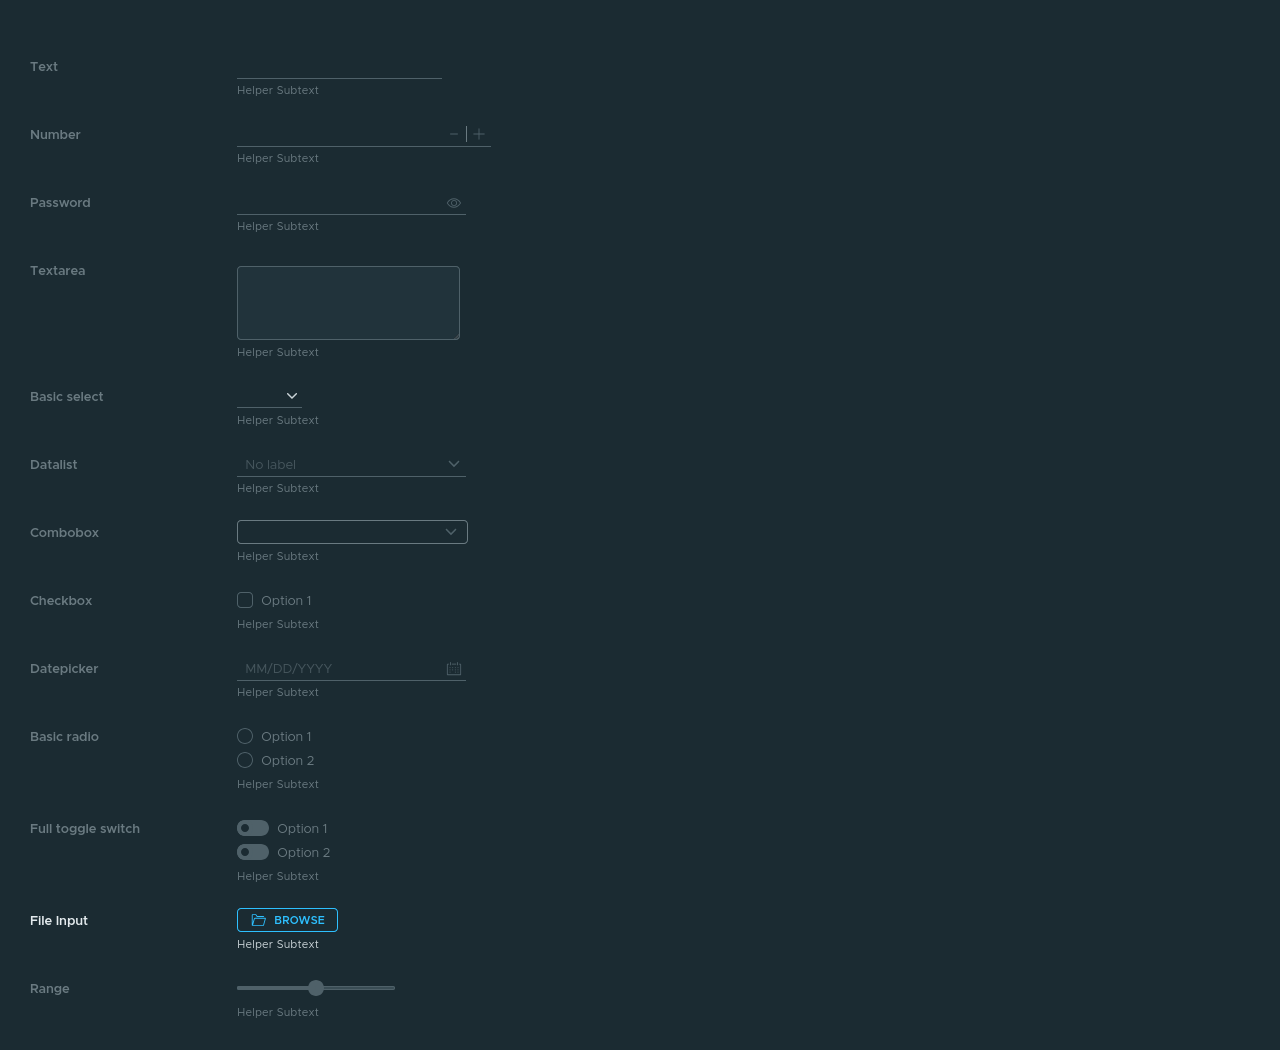 Text
Helper Subtext
Number
Helper Subtext
Password
Helper Subtext
Textarea
Helper Subtext
Basic select
Helper Subtext
Datalist
No label
Helper Subtext
Combobox
Helper Subtext
Checkbox
Option 1
Helper Subtext
Datepicker
MM/DD/YYYY
Helper Subtext
Basic radio
Option 1
Option 2
Helper Subtext
Full toggle switch
Option 1
Option 2
Helper Subtext
File Input
BROWSE
Helper Subtext
Range
Helper Subtext